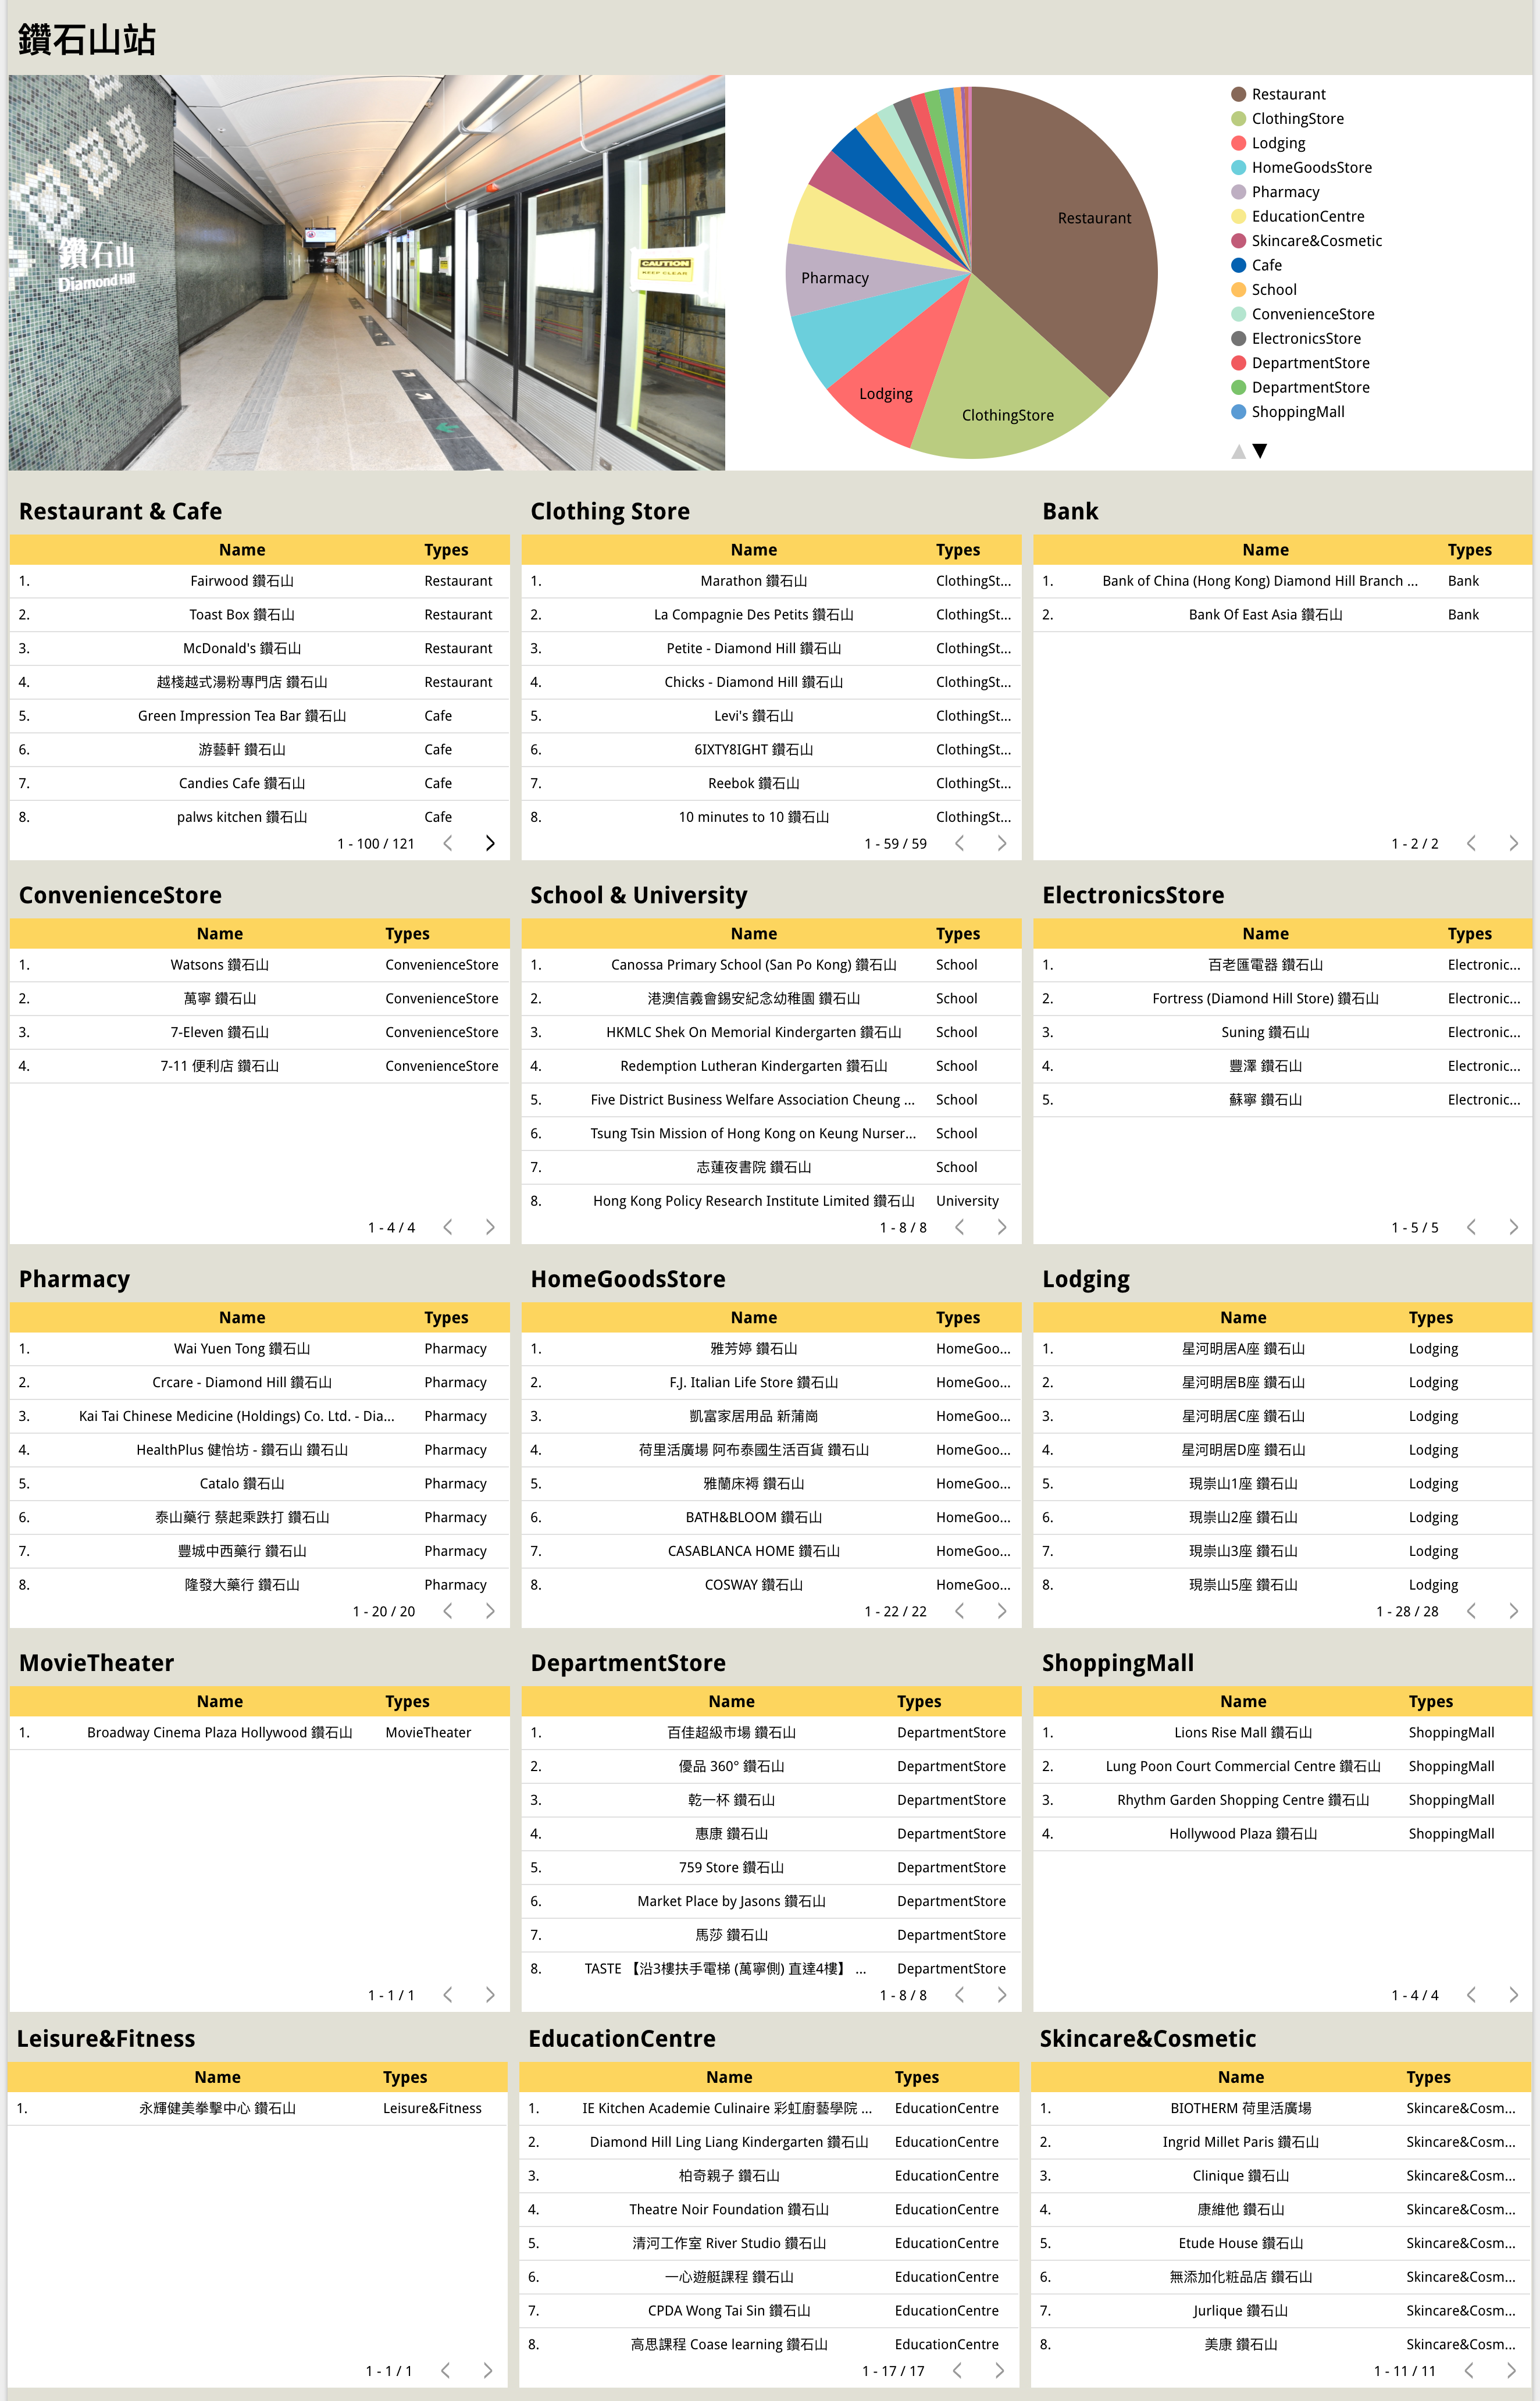 鑽石山站
鑽石山
Diamond Hill
CAUTION
KEEP CLEAR
Restaurant
Pharmacy
Lodging
ClothingStore
Restaurant
ClothingStore
Lodging
HomeGoodsStore
Pharmacy
EducationCentre
Skincare&Cosmetic
Cafe
School
ConvenienceStore
ElectronicsStore
DepartmentStore
DepartmentStore
ShoppingMall
Restaurant & Cafe
Name Types
1. Fairwood 鑽石山 Restaurant
2. Toast Box 鑽石山 Restaurant
3. McDonald's 鑽石山 Restaurant
4. 越棧越式湯粉專門店 鑽石山 Restaurant
5. Green Impression Tea Bar 鑽石山 Cafe
6. 游藝軒 鑽石山 Cafe
7. Candies Cafe 鑽石山 Cafe
8. palws kitchen 鑽石山 Cafe
1 - 100 / 121
Clothing Store
Name Types
1. Marathon 鑽石山 ClothingSt...
2. La Compagnie Des Petits 鑽石山 ClothingSt...
3. Petite - Diamond Hill 鑽石山 ClothingSt...
4. Chicks - Diamond Hill 鑽石山 ClothingSt...
5. Levi's 鑽石山 ClothingSt...
6. 6IXTY8IGHT 鑽石山 ClothingSt...
7. Reebok 鑽石山 ClothingSt...
8. 10 minutes to 10 鑽石山 ClothingSt...
1 - 59 / 59
Bank
Name Types
1. Bank of China (Hong Kong) Diamond Hill Branch ... Bank
2. Bank Of East Asia 鑽石山 Bank
1 - 2 / 2
ConvenienceStore
Name Types
1. Watsons 鑽石山 ConvenienceStore
2. 萬寧 鑽石山 ConvenienceStore
3. 7-Eleven 鑽石山 ConvenienceStore
4. 7-11 便利店 鑽石山 ConvenienceStore
1 - 4 / 4
School & University
Name Types
1. Canossa Primary School (San Po Kong) 鑽石山 School
2. 港澳信義會錫安紀念幼稚園 鑽石山 School
3. HKMLC Shek On Memorial Kindergarten 鑽石山 School
4. Redemption Lutheran Kindergarten 鑽石山 School
5. Five District Business Welfare Association Cheung ... School
6. Tsung Tsin Mission of Hong Kong on Keung Nurser... School
7. 志蓮夜書院 鑽石山 School
8. Hong Kong Policy Research Institute Limited 鑽石山 University
1 - 8 / 8
ElectronicsStore
Name Types
1. 百老匯電器 鑽石山 Electronic...
2. Fortress (Diamond Hill Store) 鑽石山 Electronic...
3. Suning 鑽石山 Electronic...
4. 豐澤 鑽石山 Electronic...
5. 蘇寧 鑽石山 Electronic...
1 - 5 / 5
Pharmacy
Name Types
1. Wai Yuen Tong 鑽石山 Pharmacy
2. Crcare - Diamond Hill 鑽石山 Pharmacy
3. Kai Tai Chinese Medicine (Holdings) Co. Ltd. - Dia... Pharmacy
4. HealthPlus 健怡坊 - 鑽石山 鑽石山 Pharmacy
5. Catalo 鑽石山 Pharmacy
6. 泰山藥行 蔡起乘跌打 鑽石山 Pharmacy
7. 豐城中西藥行 鑽石山 Pharmacy
8. 隆發大藥行 鑽石山 Pharmacy
1 - 20 / 20
HomeGoodsStore
Name Types
1. 雅芳婷 鑽石山 HomeGoo...
2. F.J. Italian Life Store 鑽石山 HomeGoo...
3. 凱富家居用品 新蒲崗 HomeGoo...
4. 荷里活廣場 阿布泰國生活百貨 鑽石山 HomeGoo...
5. 雅蘭床褥 鑽石山 HomeGoo...
6. BATH&BLOOM 鑽石山 HomeGoo...
7. CASABLANCA HOME 鑽石山 HomeGoo...
8. COSWAY 鑽石山 HomeGoo...
1 - 22 / 22
Lodging
Name Types
1. 星河明居A座 鑽石山 Lodging
2. 星河明居B座 鑽石山 Lodging
3. 星河明居C座 鑽石山 Lodging
4. 星河明居D座 鑽石山 Lodging
5. 現崇山1座 鑽石山 Lodging
6. 現崇山2座 鑽石山 Lodging
7. 現崇山3座 鑽石山 Lodging
8. 現崇山5座 鑽石山 Lodging
1 - 28 / 28
MovieTheater
Name Types
1. Broadway Cinema Plaza Hollywood 鑽石山 MovieTheater
1 - 1 / 1
DepartmentStore
Name Types
1. 百佳超級市場 鑽石山 DepartmentStore
2. 優品 360° 鑽石山 DepartmentStore
3. 乾一杯 鑽石山 DepartmentStore
4. 惠康 鑽石山 DepartmentStore
5. 759 Store 鑽石山 DepartmentStore
6. Market Place by Jasons 鑽石山 DepartmentStore
7. 馬莎 鑽石山 DepartmentStore
8. TASTE 【沿3樓扶手電梯 (萬寧側) 直達4樓】 ... DepartmentStore
1 - 8 / 8
ShoppingMall
Name Types
1. Lions Rise Mall 鑽石山 ShoppingMall
2. Lung Poon Court Commercial Centre 鑽石山 ShoppingMall
3. Rhythm Garden Shopping Centre 鑽石山 ShoppingMall
4. Hollywood Plaza 鑽石山 ShoppingMall
1 - 4 / 4
Leisure&Fitness
Name Types
1. 永輝健美拳擊中心 鑽石山 Leisure&Fitness
1 - 1 / 1
EducationCentre
Name Types
1. IE Kitchen Academie Culinaire 彩虹廚藝學院 ... EducationCentre
2. Diamond Hill Ling Liang Kindergarten 鑽石山 EducationCentre
3. 柏奇親子 鑽石山 EducationCentre
4. Theatre Noir Foundation 鑽石山 EducationCentre
5. 清河工作室 River Studio 鑽石山 EducationCentre
6. 一心遊艇課程 鑽石山 EducationCentre
7. CPDA Wong Tai Sin 鑽石山 EducationCentre
8. 高思課程 Coase learning 鑽石山 EducationCentre
1 - 17 / 17
Skincare&Cosmetic
Name Types
1. BIOTHERM 荷里活廣場 Skincare&Cosm...
2. Ingrid Millet Paris 鑽石山 Skincare&Cosm...
3. Clinique 鑽石山 Skincare&Cosm...
4. 康維他 鑽石山 Skincare&Cosm...
5. Etude House 鑽石山 Skincare&Cosm...
6. 無添加化粧品店 鑽石山 Skincare&Cosm...
7. Jurlique 鑽石山 Skincare&Cosm...
8. 美康 鑽石山 Skincare&Cosm...
1 - 11 / 11